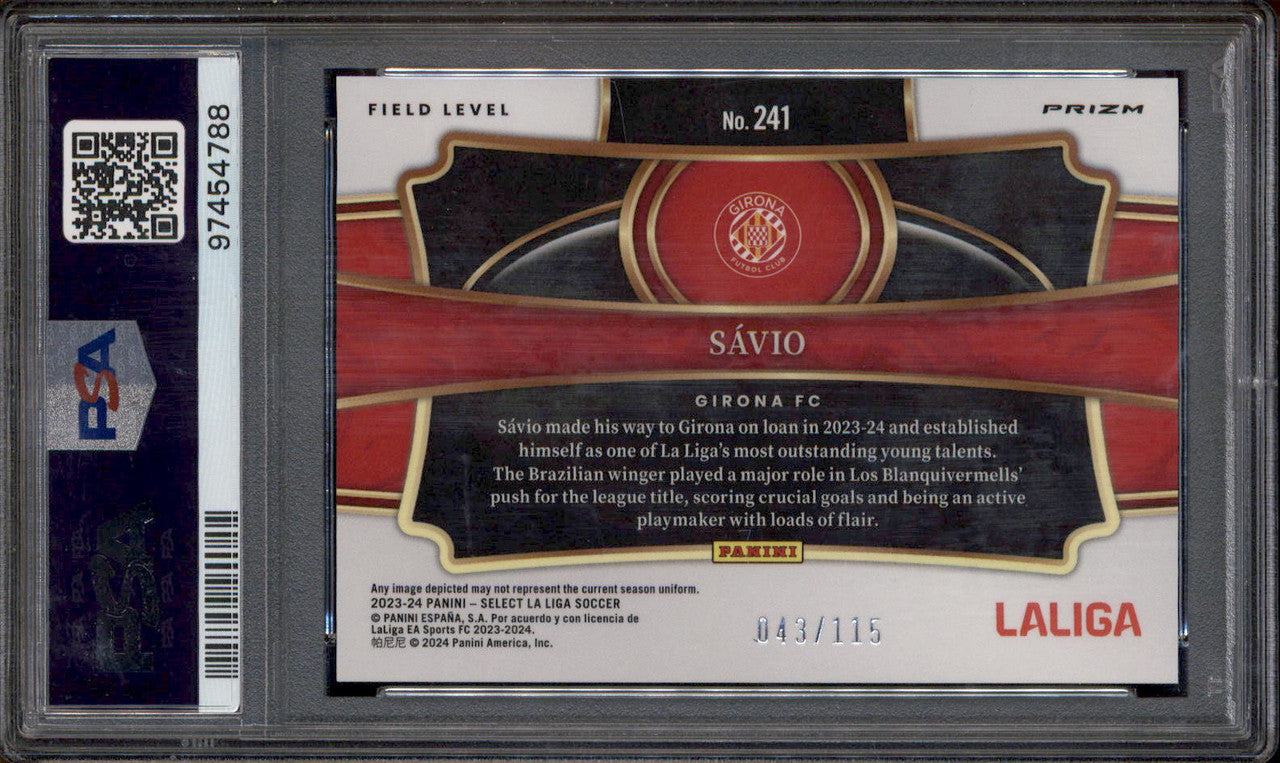 97454788
PSA
FIELD LEVEL
No. 241
PRIZM
GIRONA
FUTBOL CLUB
SÁVIO
GIRONA FC
Sávio made his way to Girona on loan in 2023-24 and established
himself as one of La Liga's most outstanding young talents.
The Brazilian winger played a major role in Los Blanquivermells'
push for the league title, scoring crucial goals and being an active
playmaker with loads of flair.
PANINI
Any image depicted may not represent the current season uniform.
2023-24 PANINI – SELECT LA LIGA SOCCER
© PANINI ESPAÑA, S.A. Por acuerdo y con licencia de
LaLiga EA Sports FC 2023-2024.
帕尼尼 © 2024 Panini America, Inc.
043/115
LALIGA